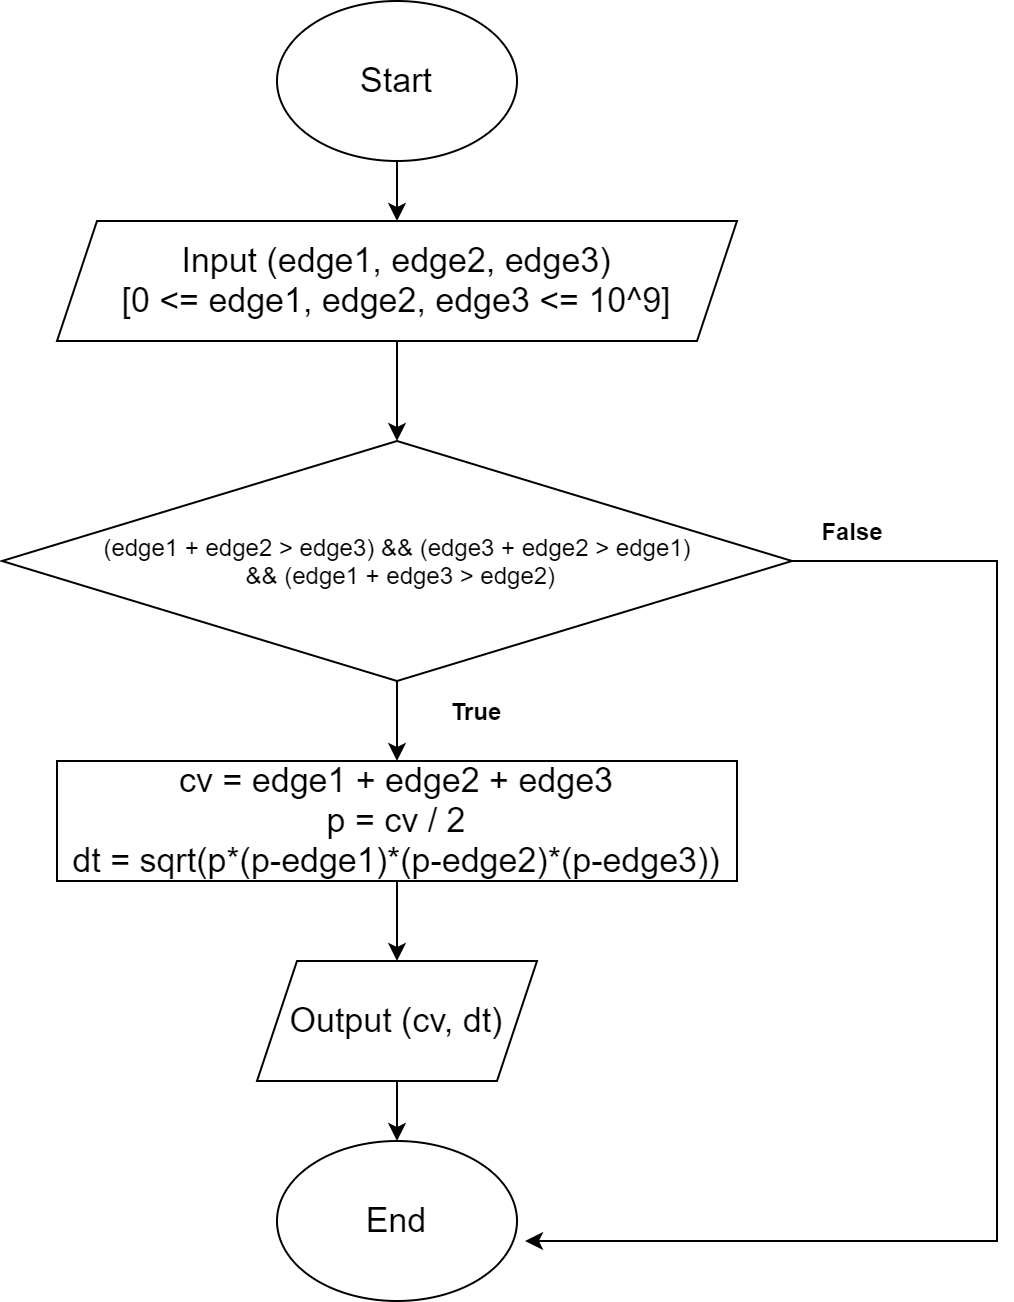 Start
Input (edge1, edge2, edge3)
[0 <= edge1, edge2, edge3 <= 10^9]
(edge1 + edge2 > edge3) && (edge3 + edge2 > edge1)
&& (edge1 + edge3 > edge2)
False
True
cv = edge1 + edge2 + edge3
p = cv / 2
dt = sqrt(p*(p-edge1)*(p-edge2)*(p-edge3))
Output (cv, dt)
End